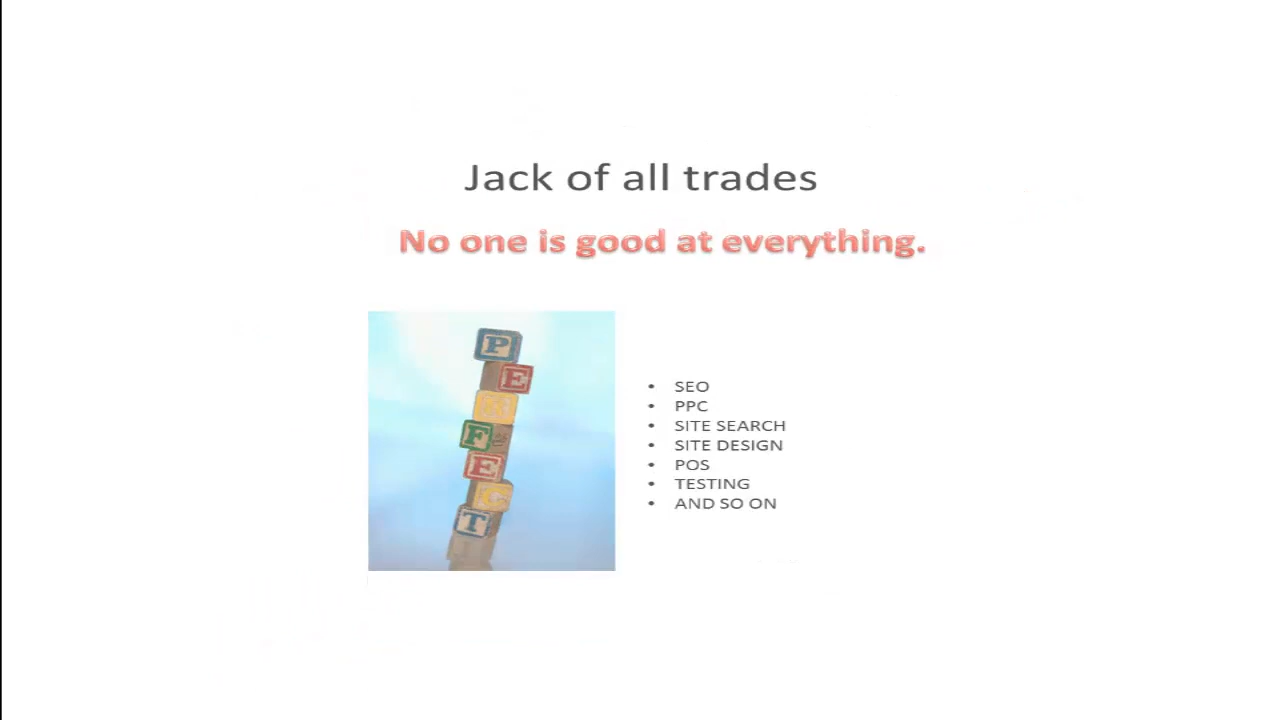 Jack of all trades
No one is good at everything.
P
E
R
F
E
C
T
• SEO
• PPC
• SITE SEARCH
• SITE DESIGN
• POS
• TESTING
• AND SO ON